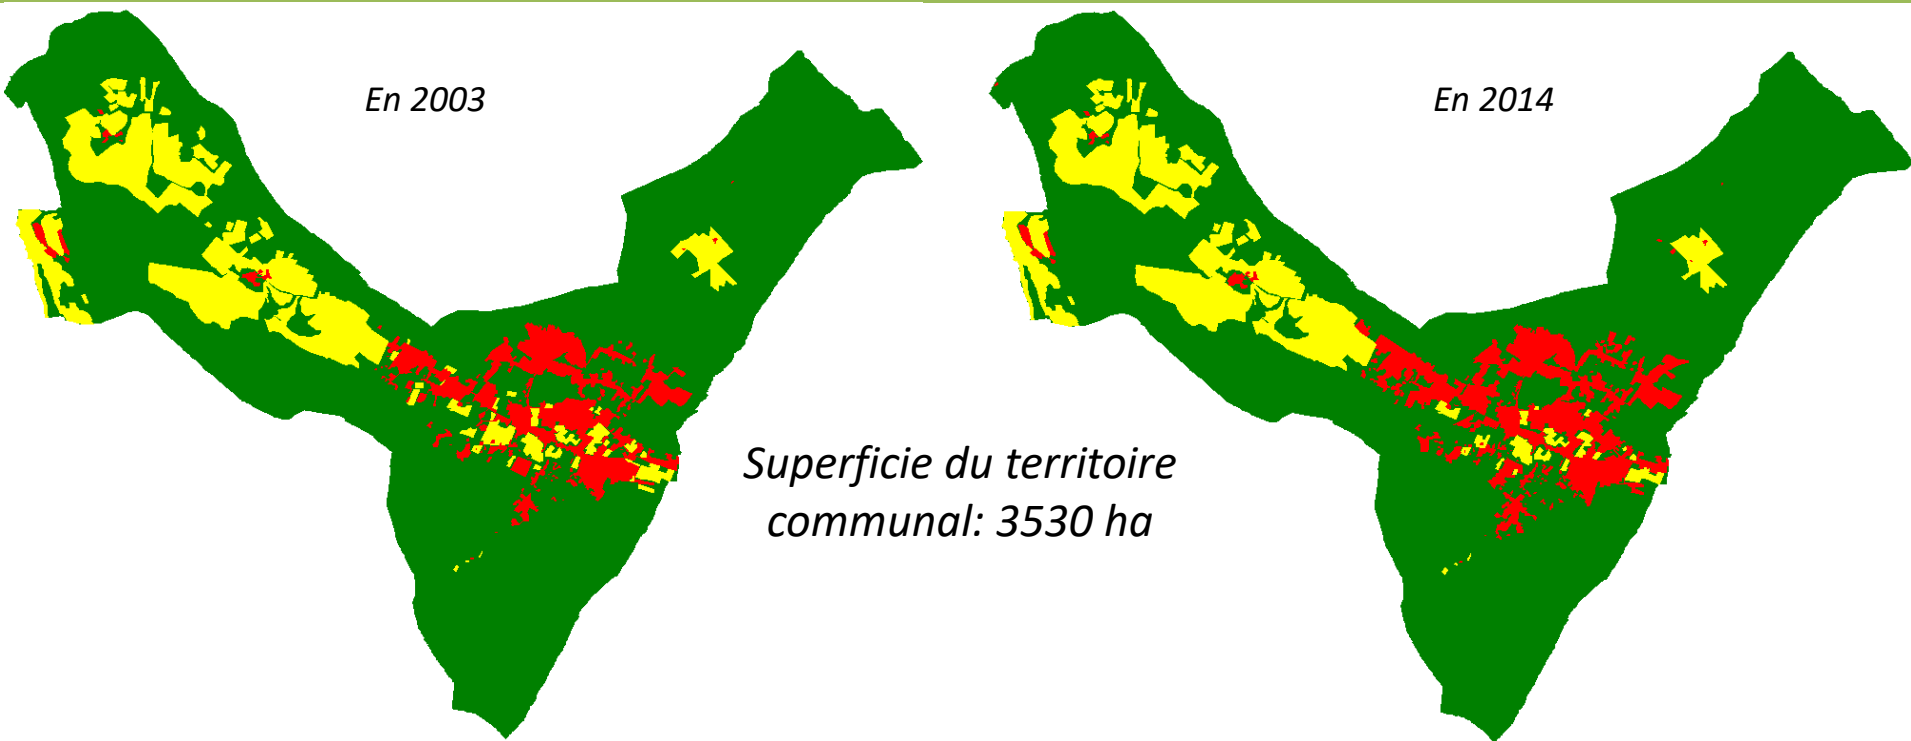 En 2003
En 2014
Superficie du territoire
communal: 3530 ha